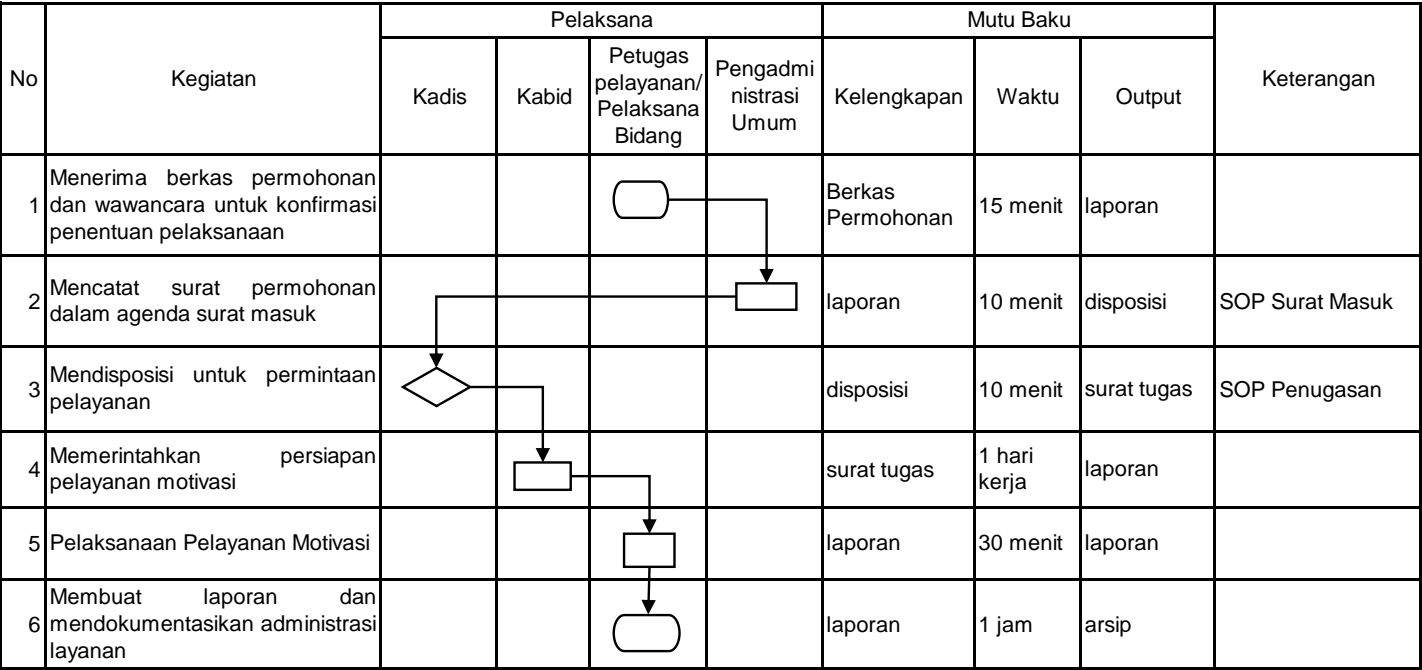 Pelaksana
Mutu Baku
No
Kegiatan
Kadis
Kabid
Petugas
pelayanan/
Pelaksana
Bidang
Pengadmi
nistrasi
Umum
Kelengkapan
Waktu
Output
Keterangan
1
Menerima berkas permohonan
dan wawancara untuk konfirmasi
penentuan pelaksanaan
Berkas
Permohonan
15 menit
laporan
2
Mencatat surat permohonan
dalam agenda surat masuk
laporan
10 menit
disposisi
SOP Surat Masuk
3
Mendisposisi untuk permintaan
pelayanan
disposisi
10 menit
surat tugas
SOP Penugasan
4
Memerintahkan persiapan
pelayanan motivasi
surat tugas
1 hari
kerja
laporan
5
Pelaksanaan Pelayanan Motivasi
laporan
30 menit
laporan
6
Membuat laporan dan
mendokumentasikan administrasi
layanan
laporan
1 jam
arsip